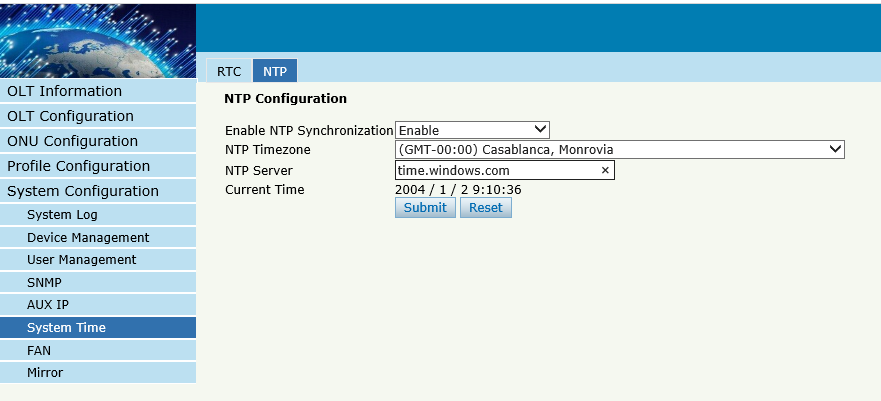 RTC NTP
OLT Information
OLT Configuration
ONU Configuration
Profile Configuration
System Configuration
System Log
Device Management
User Management
SNMP
AUX IP
System Time
FAN
Mirror
NTP Configuration
Enable NTP Synchronization Enable
NTP Timezone (GMT-00:00) Casablanca, Monrovia
NTP Server time.windows.com ×
Current Time 2004 / 1 / 2 9:10:36
Submit Reset